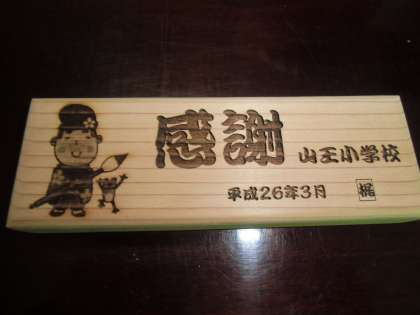 感謝
山王小学校
平成26年3月